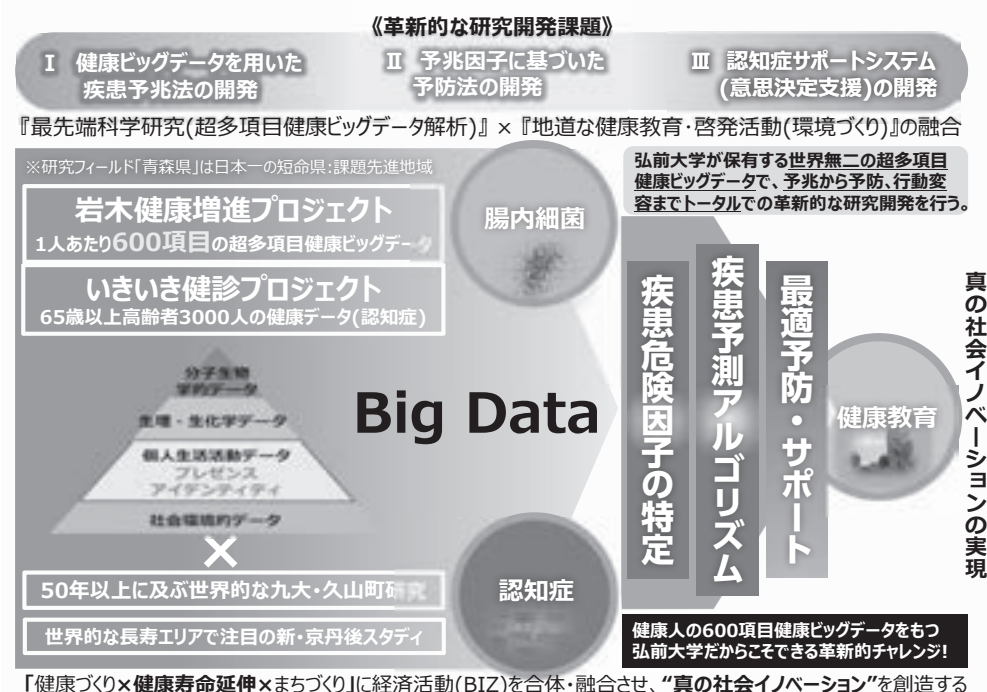 《革新的な研究開発課題》
Ⅰ 健康ビッグデータを用いた
疾患予兆法の開発
Ⅱ 予兆因子に基づいた
予防法の開発
Ⅲ 認知症サポートシステム
(意思決定支援)の開発
『最先端科学研究(超多項目健康ビッグデータ解析)』 × 『地道な健康教育・啓発活動(環境づくり)』の融合
※研究フィールド「青森県」は日本一の短命県:課題先進地域
岩木健康増進プロジェクト
1人あたり600項目の超多項目健康ビッグデータ
いきいき健診プロジェクト
65歳以上高齢者3000人の健康データ(認知症)
分子生物
学的データ
生理・生化学データ
個人生活活動データ
プレゼンス
アイデンティティ
社会環境的データ
×
50年以上に及ぶ世界的な九大・久山町研究
世界的な長寿エリアで注目の新・京丹後スタディ
腸内細菌
Big Data
認知症
弘前大学が保有する世界無二の超多項目
健康ビッグデータで、予兆から予防、行動変
容までトータルでの革新的な研究開発を行う。
疾患危険因子の特定
疾患予測アルゴリズム
最適予防・サポート
健康教育
真の社会イノベーションの実現
健康人の600項目健康ビッグデータをもつ
弘前大学だからこそできる革新的チャレンジ!
「健康づくり×健康寿命延伸×まちづくり」に経済活動(BIZ)を合体・融合させ、“真の社会イノベーション”を創造する